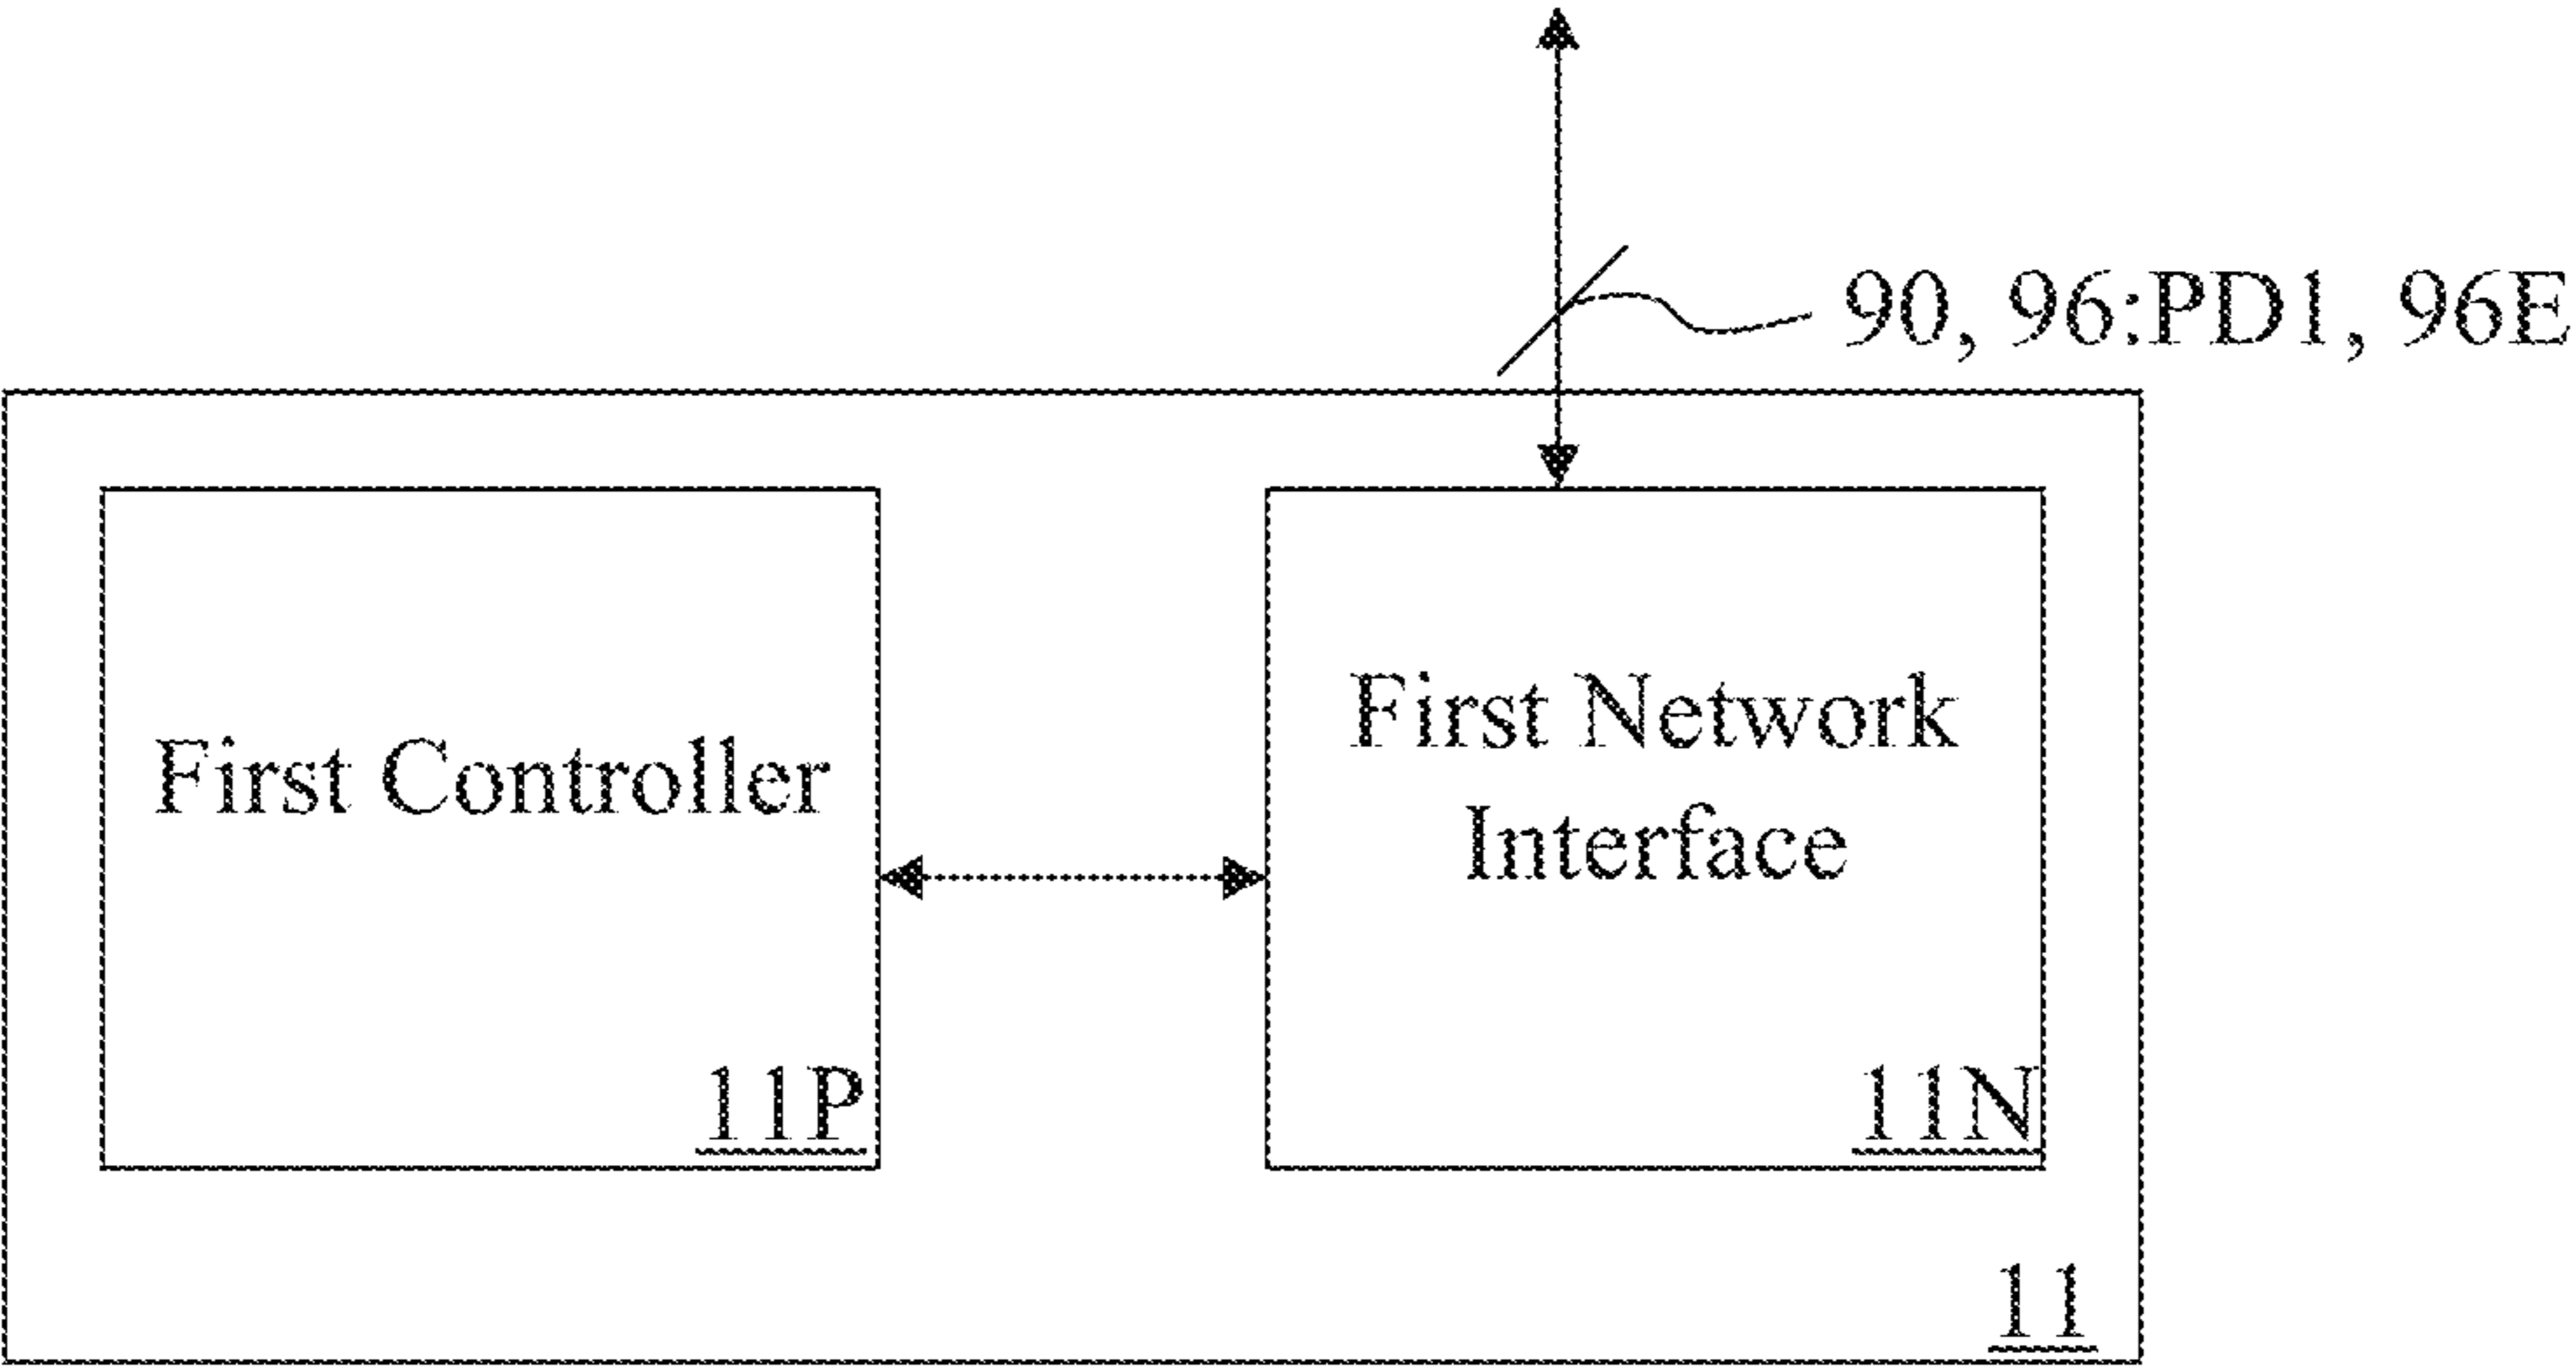 90, 96:PD1, 96E
First Controller
11P
First Network
Interface
11N
11